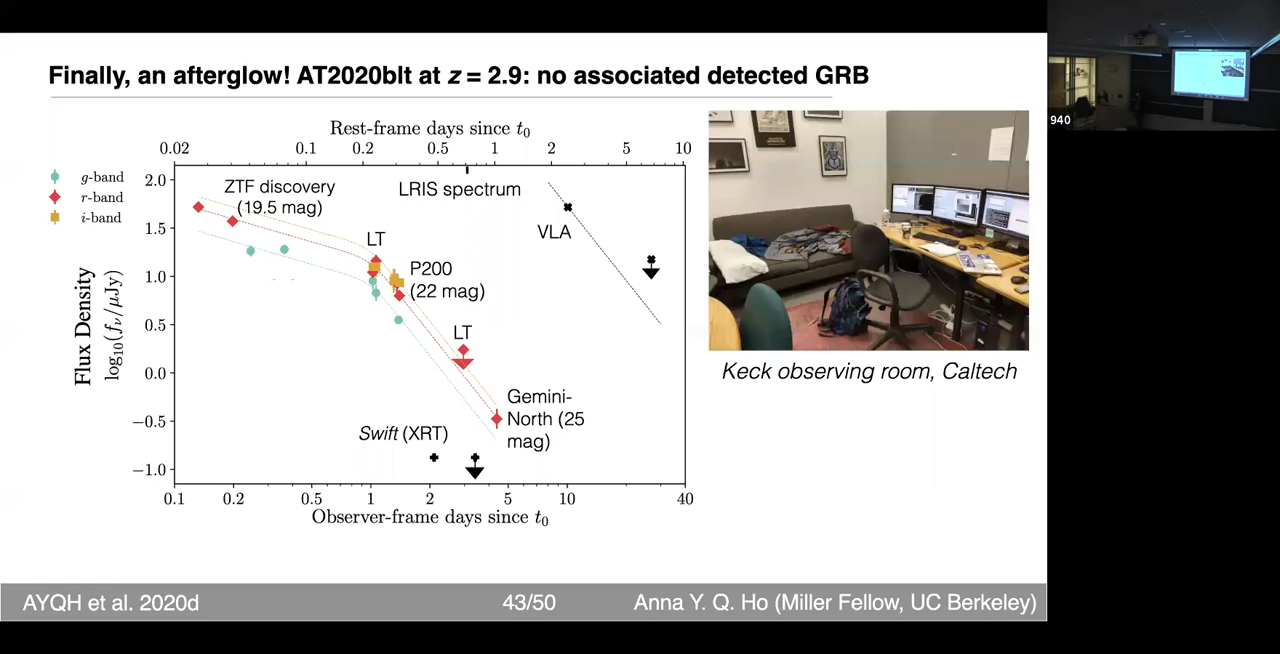 Finally, an afterglow! AT2020blt at z = 2.9: no associated detected GRB
Rest-frame days since t₀
0.02 0.1 0.2 0.5 1 2 5 10
g-band
r-band
i-band
ZTF discovery
(19.5 mag)
LRIS spectrum
VLA
LT
P200
(22 mag)
LT
Gemini-
North (25
mag)
Swift (XRT)
Flux Density
log₁₀(fᵥ/μJy)
2.0
1.5
1.0
0.5
0.0
−0.5
−1.0
0.1 0.2 0.5 1 2 5 10 40
Observer-frame days since t₀
Keck observing room, Caltech
940
AYQH et al. 2020d
43/50
Anna Y. Q. Ho (Miller Fellow, UC Berkeley)